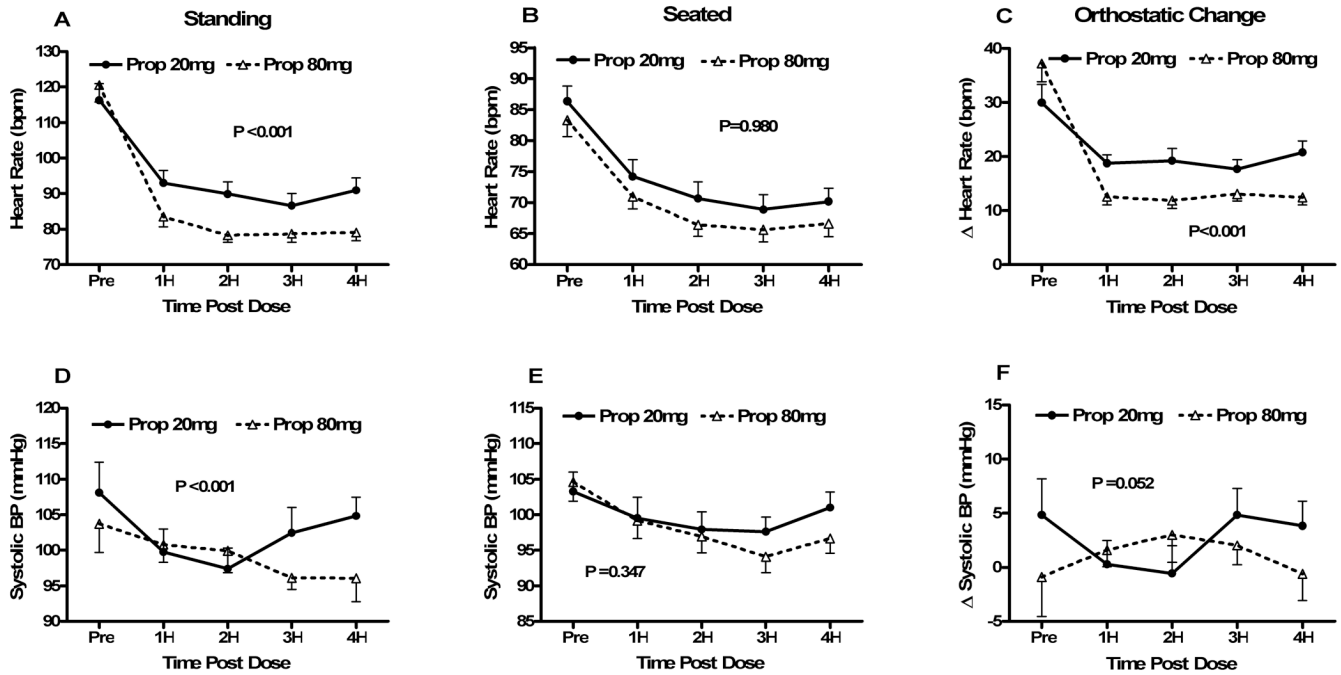 A Standing
Prop 20mg Prop 80mg
Heart Rate (bpm)
130
120
110
100
90
80
70
P <0.001
Pre 1H 2H 3H 4H
Time Post Dose
B Seated
Prop 20mg Prop 80mg
Heart Rate (bpm)
95
90
85
80
75
70
65
60
P=0.980
Pre 1H 2H 3H 4H
Time Post Dose
C Orthostatic Change
Prop 20mg Prop 80mg
Δ Heart Rate (bpm)
40
30
20
10
0
P<0.001
Pre 1H 2H 3H 4H
Time Post Dose
D
Prop 20mg Prop 80mg
Systolic BP (mmHg)
120
115
110
105
100
95
90
P <0.001
Pre 1H 2H 3H 4H
Time Post Dose
E
Prop 20mg Prop 80mg
Systolic BP (mmHg)
115
110
105
100
95
90
85
P =0.347
Pre 1H 2H 3H 4H
Time Post Dose
F
Prop 20mg Prop 80mg
Δ Systolic BP (mmHg)
15
10
5
0
-5
P =0.052
Pre 1H 2H 3H 4H
Time Post Dose